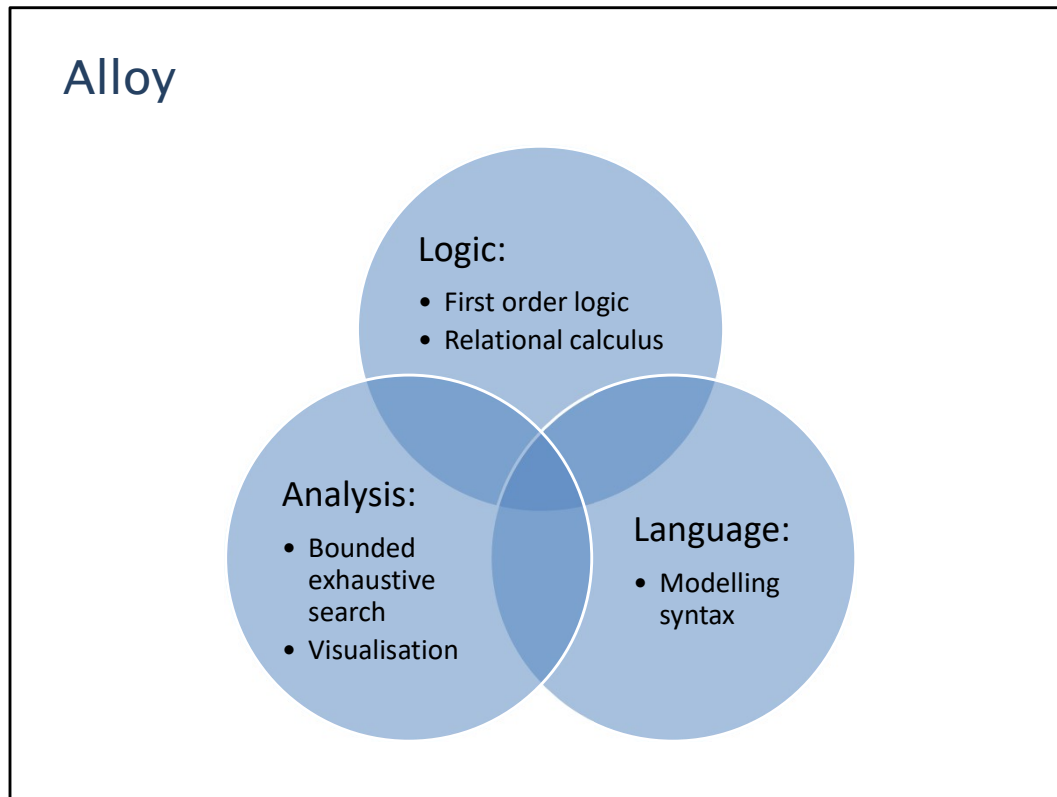 Alloy
Logic:
• First order logic
• Relational calculus
Analysis:
• Bounded
exhaustive
search
• Visualisation
Language:
• Modelling
syntax